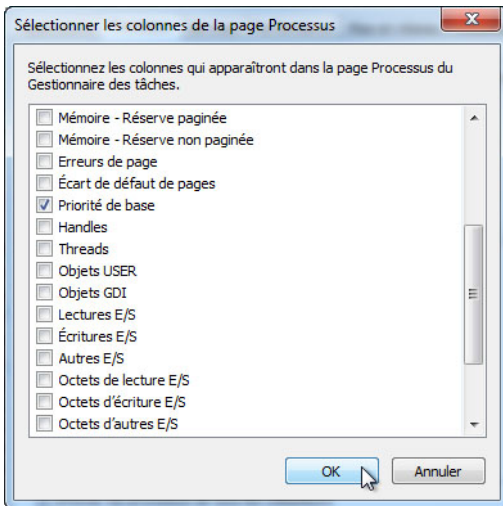 Sélectionner les colonnes de la page Processus
Sélectionnez les colonnes qui apparaîtront dans la page Processus du
Gestionnaire des tâches.
Mémoire - Réserve paginée
Mémoire - Réserve non paginée
Erreurs de page
Écart de défaut de pages
Priorité de base
Handles
Threads
Objets USER
Objets GDI
Lectures E/S
Écritures E/S
Autres E/S
Octets de lecture E/S
Octets d'écriture E/S
Octets d'autres E/S
OK
Annuler